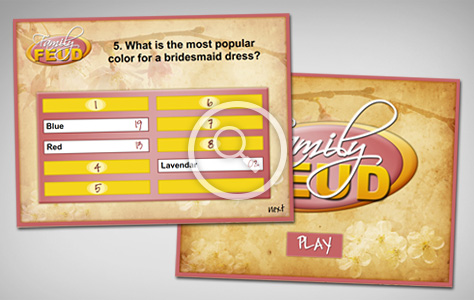 Family
FEUD
5. What is the most popular
color for a bridesmaid dress?
1
6
Blue 19
7
Red 13
8
4
Lavendar
5
next
Family
FEUD
PLAY